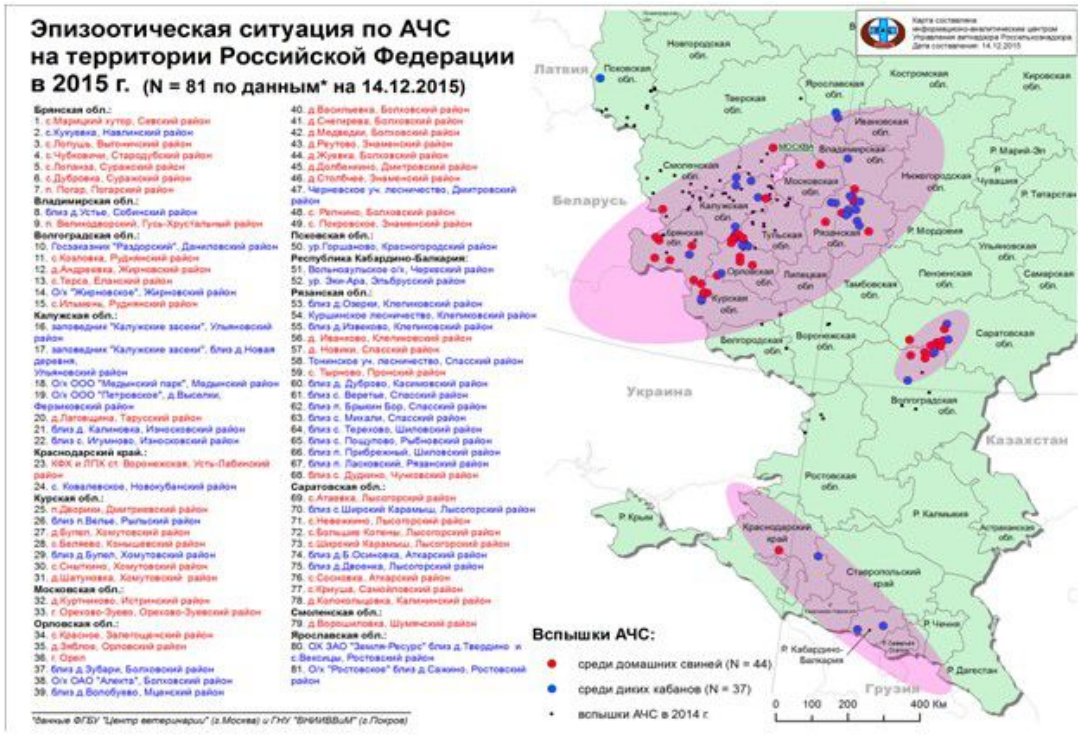 Эпизоотическая ситуация по АЧС
на территории Российской Федерации
в 2015 г. (N = 81 по данным* на 14.12.2015)
Брянская обл.:
1. с.Марицкий хутор, Севский район
2. с.Кукуевка, Навлинский район
3. с.Лопушь, Выгоничский район
4. с.Чубковичи, Стародубский район
5. с.Лопазна, Суражский район
6. с.Дубровка, Суражский район
7. п. Погар, Погарский район
Владимирская обл.:
8. близ д.Устье, Собинский район
9. п. Великодворский, Гусь-Хрустальный район
Волгоградская обл.:
10. Госзаказник "Раздорский", Даниловский район
11. с.Козловка, Руднянский район
12. д.Андреевка, Жирновский район
13. с.Терса, Еланский район
14. О/х "Жирновское", Жирновский район
15. с.Ильмень, Руднянский район
Калужская обл.:
16. заповедник "Калужские засеки", Ульяновский
район
17. заповедник "Калужские засеки", близ д.Новая
деревня,
Ульяновский район
18. О/х ООО "Медынский парк", Медынский район
19. О/х ООО "Петровское", д.Выселки,
Ферзиковский район
20. д.Лаговщина, Тарусский район
21. близ д. Калиновка, Износковский район
22. близ с. Игумново, Износковский район
Краснодарский край.:
23. КФХ и ЛПХ ст. Воронежская, Усть-Лабинский
район
24. с. Ковалевское, Новокубанский район
Курская обл.:
25. п.Дворики, Дмитриевский район
26. близ п.Велье, Рыльский район
27. д.Бупел, Хомутовский район
28. с.Беляево, Конышевский район
29. близ д.Бупел, Хомутовский район
30. с.Сныткино, Хомутовский район
31. д.Шатуновка, Хомутовский район
Московская обл.:
32. д.Куртниково, Истринский район
33. г. Орехово-Зуево, Орехово-Зуевский район
Орловская обл.:
34. с.Красное, Залегощенский район
35. д.Зяблое, Орловский район
36. г. Орел
37. близ д.Зубари, Болховский район
38. О/х ОАО "Алекта", Болховский район
39. близ д.Волобуево, Мценский район
40. д.Васильевка, Болховский район
41. д.Снегирева, Болховский район
42. д.Медведки, Болховский район
43. д.Реутово, Знаменский район
44. д.Жуевка, Болховский район
45. д.Долбенкино, Дмитровский район
46. д.Столбчее, Знаменский район
47. Черневское уч. лесничество, Дмитровский
район
48. с. Репнино, Болховский район
49. с. Покровское, Знаменский район
Псковская обл.:
50. ур.Горшаново, Красногородский район
Республика Кабардино-Балкария:
51. Вольноаульское о/х, Черекский район
52. ур. Эки-Ара, Эльбрусский район
Рязанская обл.:
53. близ д.Озерки, Клепиковский район
54. Куршинское лесничество, Клепиковский район
55. близ д.Извеково, Клепиковский район
56. д. Иваново, Клепиковский район
57. д. Новики, Спасский район
58. Тонинское уч. лесничество, Спасский район
59. с. Тырново, Пронский район
60. близ д. Дуброво, Касимовский район
61. близ с. Веретье, Спасский район
62. близ п. Брыкин Бор, Спасский район
63. близ с. Михали, Спасский район
64. близ с. Терехово, Шиловский район
65. близ с. Пощупово, Рыбновский район
66. близ п. Прибрежный, Шиловский район
67. близ п. Ласковский, Рязанский район
68. близ с. Дудкино, Чучковский район
Саратовская обл.:
69. с.Атаевка, Лысогорский район
70. близ с.Широкий Карамыш, Лысогорский район
71. с.Невежкино, Лысогорский район
72. с.Большие Копены, Лысогорский район
73. с.Широкий Карамыш, Лысогорский район
74. близ д.Б.Осиновка, Аткарский район
75. близ д.Двоенка, Лысогорский район
76. с.Сосновка, Аткарский район
77. с.Криуша, Самойловский район
78. д.Колокольцовка, Калининский район
Смоленская обл.:
79. д.Ворошиловка, Шумячский район
Ярославская обл.:
80. ОХ ЗАО "Земля-Ресурс" близ д.Твердино и
с.Вексицы, Ростовский район
81. О/х "Ростовское" близ д.Сажино, Ростовский
район
*данные ФГБУ "Центр ветеринарии" (г.Москва) и ГНУ "ВНИИВВиМ" (г.Покров)
Карта составлена
информационно-аналитическим центром
Управления ветнадзора Россельхознадзора
Дата составления: 14.12.2015
Латвия
Псковская
обл.
Новгородская
обл.
Тверская
обл.
Ярославская
обл.
Костромская
обл.
Кировская
обл.
Ивановская
обл.
Владимирская
обл.
МОСКВА
Московская
обл.
Смоленская
обл.
Нижегородская
обл.
Р. Марий-Эл
Р.
Чувашия
Р. Татарстан
Беларусь
Калужская
обл.
Брянская
обл.
Тульская
обл.
Рязанская
обл.
Р. Мордовия
Ульяновская
обл.
Орловская
обл.
Липецкая
обл.
Тамбовская
обл.
Пензенская
обл.
Самарская
обл.
Курская
обл.
Белгородская
обл.
Воронежская
обл.
Саратовская
обл.
Украина
Волгоградская
обл.
Казахстан
Ростовская
обл.
Р. Калмыкия
Астраханская
обл.
Р. Крым
Краснодарский
край
Ставропольский
край
Р. Чечня
Р. Кабардино-
Балкария
Р. Дагестан
Грузия
Вспышки АЧС:
среди домашних свиней (N = 44)
среди диких кабанов (N = 37)
вспышки АЧС в 2014 г.
0 100 200 400 Км